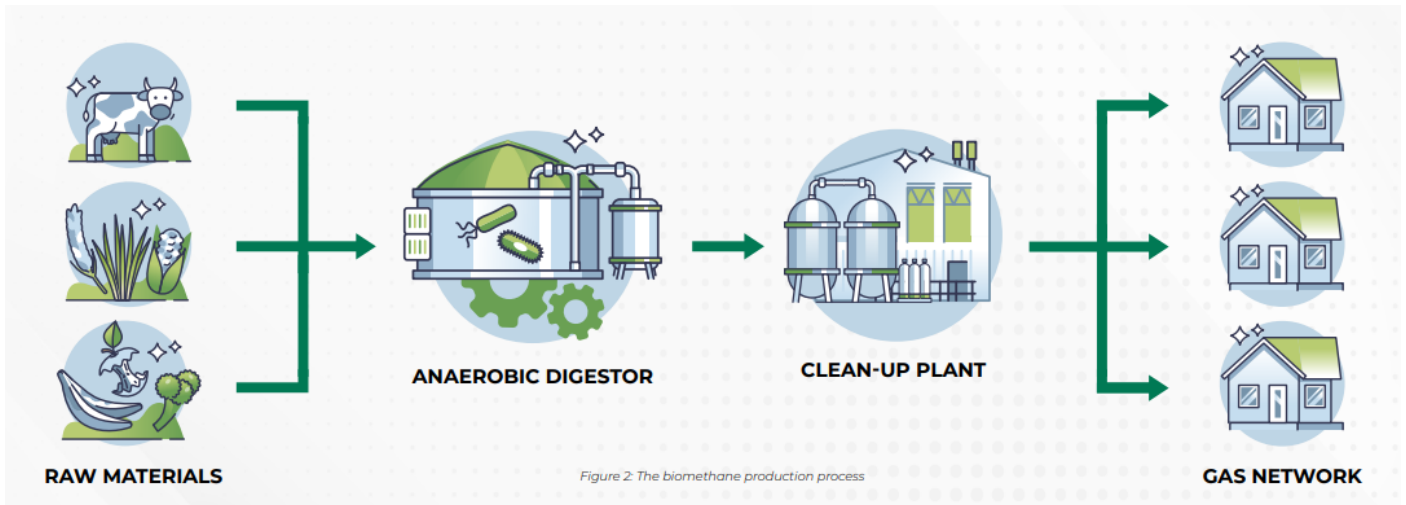 ANAEROBIC DIGESTOR
CLEAN-UP PLANT
RAW MATERIALS
Figure 2: The biomethane production process
GAS NETWORK